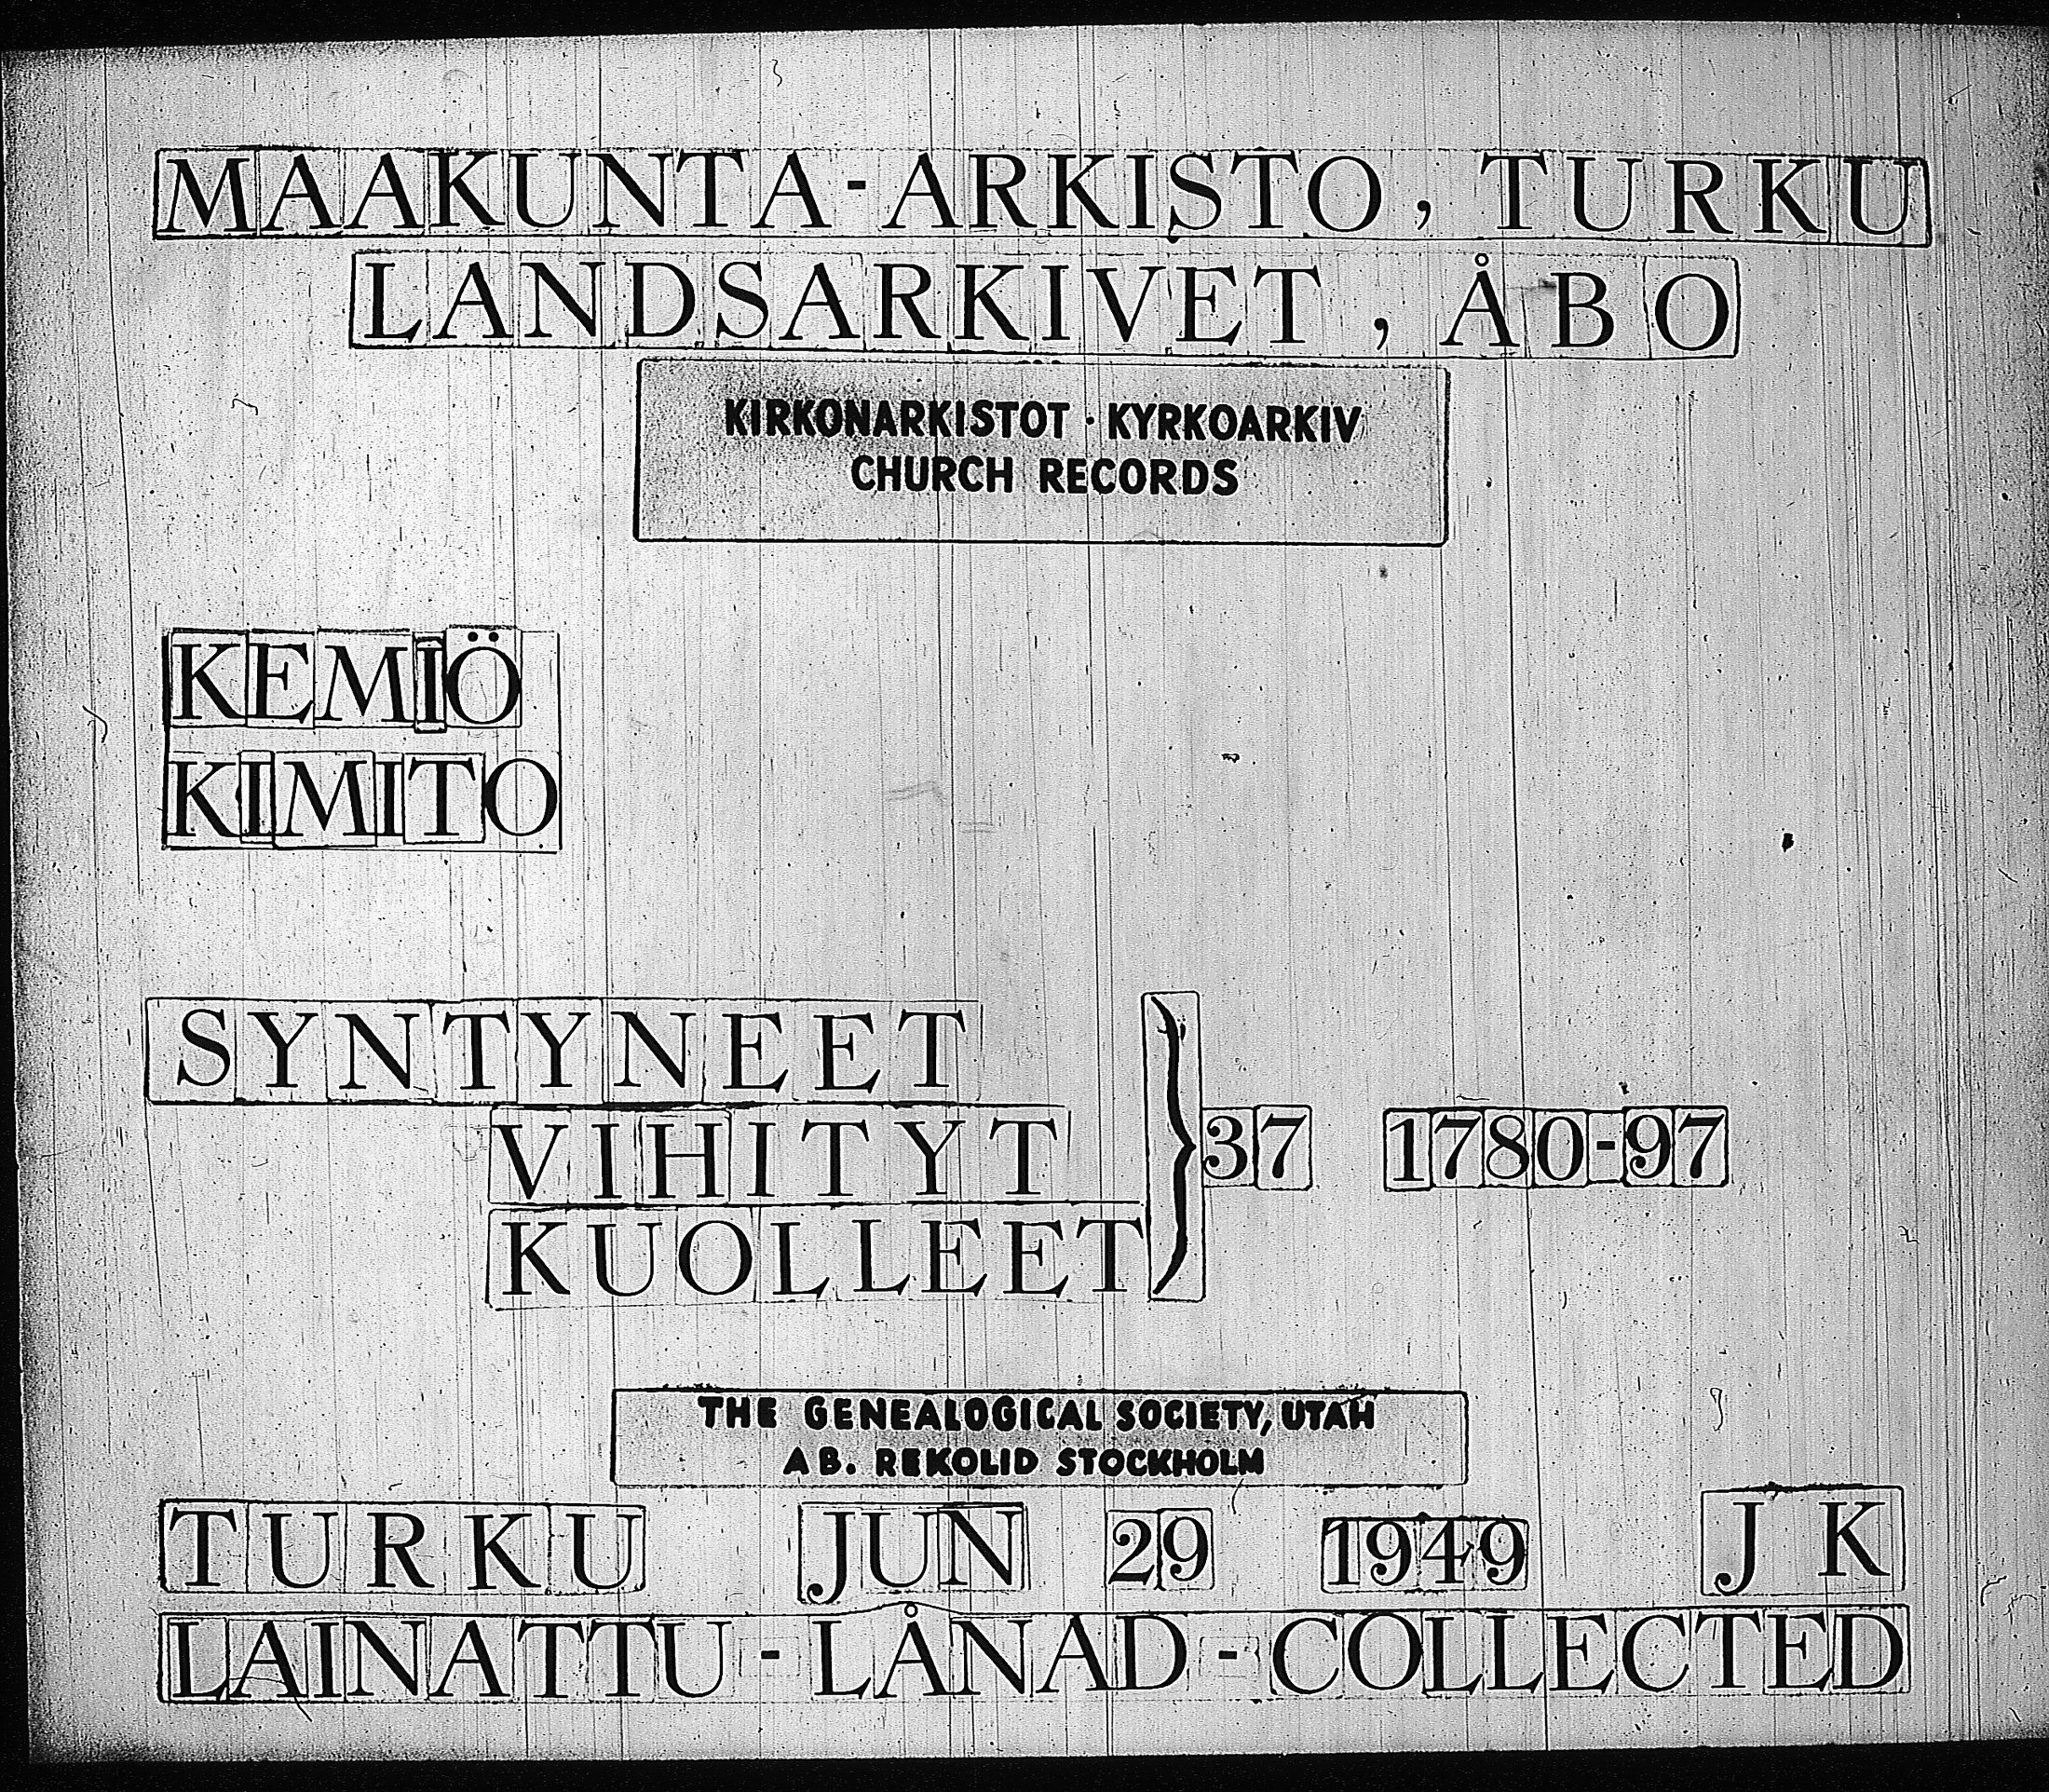 MAAKUNTA-ARKISTO, TURKU
LANDSARKIVET, ÅBO
KIRKONARKISTOT · KYRKOARKIV
CHURCH RECORDS
KEMIÖ
KIMITO
SYNTYNEET
VIHITYT } 37 1780-97
KUOLLEET
THE GENEALOGICAL SOCIETY, UTAH
AB. REKOLID STOCKHOLM
TURKU JUN 29 1949 J K
LAINATTU - LÅNAD - COLLECTED